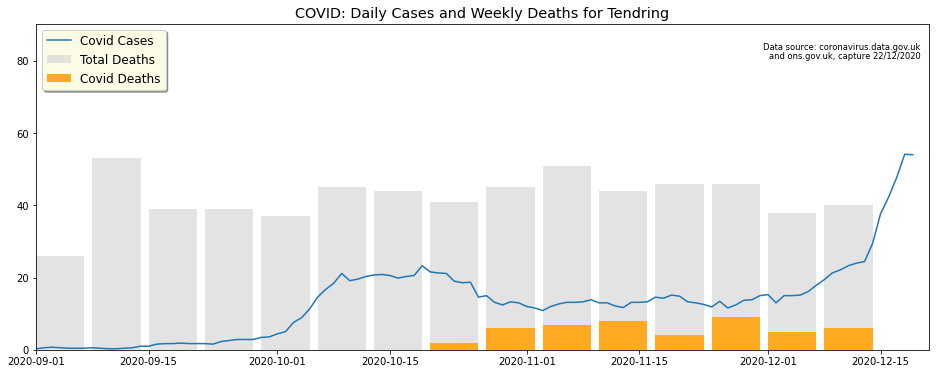 COVID: Daily Cases and Weekly Deaths for Tendring
Covid Cases
Total Deaths
Covid Deaths
Data source: coronavirus.data.gov.uk
and ons.gov.uk, capture 22/12/2020
80
60
40
20
0
2020-09-01 2020-09-15 2020-10-01 2020-10-15 2020-11-01 2020-11-15 2020-12-01 2020-12-15